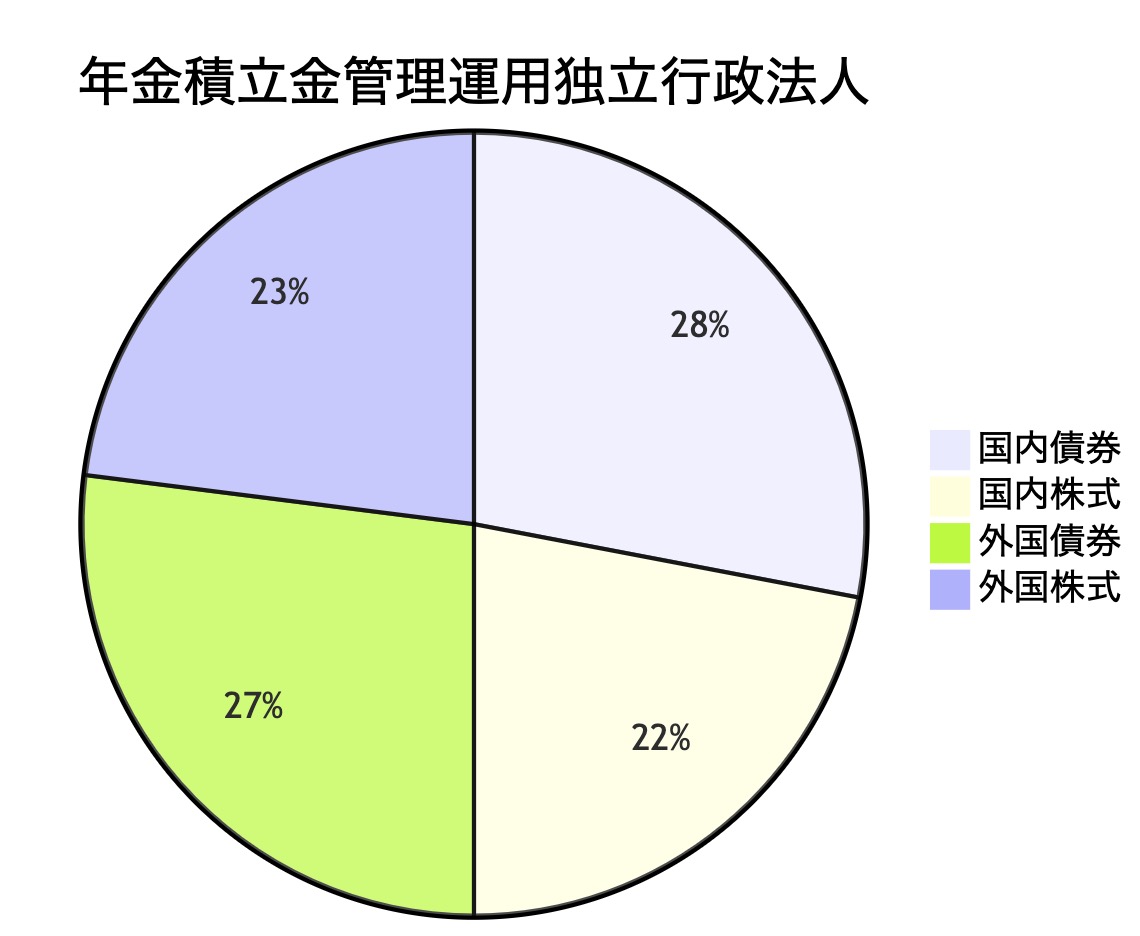 年金積立金管理運用独立行政法人
23%
28%
国内債券
国内株式
外国債券
外国株式
27%
22%